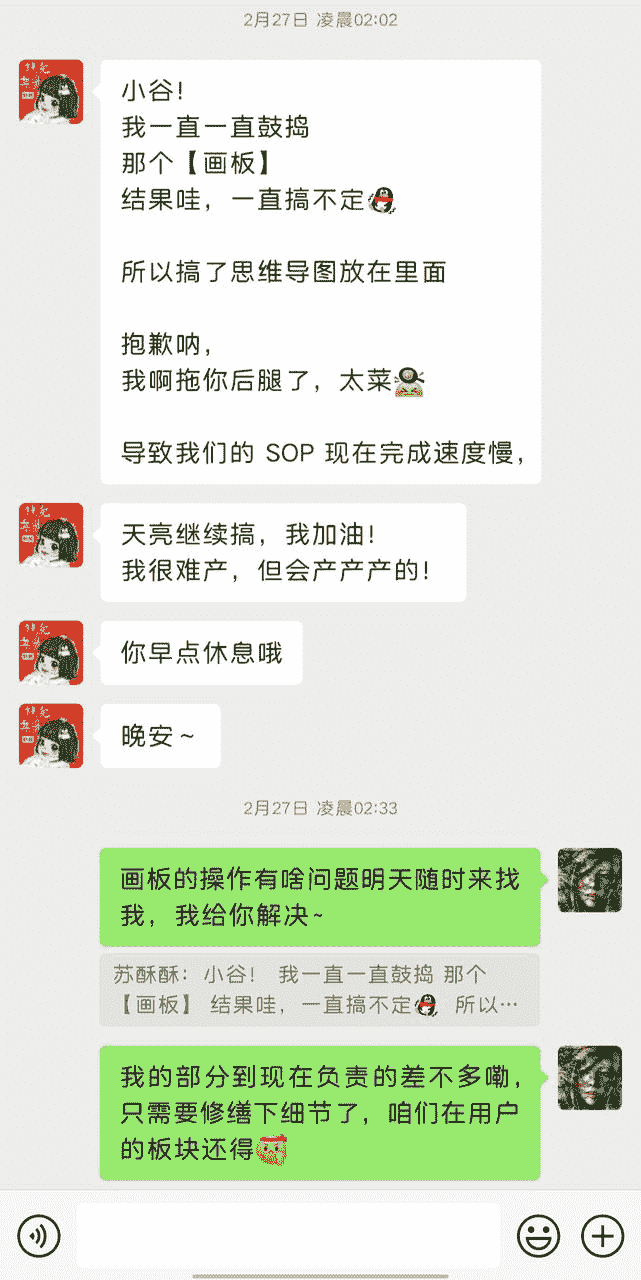 2月27日 凌晨02:02
小谷！
我一直一直鼓捣
那个【画板】
结果哇，一直搞不定
所以搞了思维导图放在里面
抱歉呐，
我啊拖你后腿了，太菜
导致我们的 SOP 现在完成速度慢，
天亮继续搞，我加油！
我很难产，但会产产产的！
你早点休息哦
晚安～
2月27日 凌晨02:33
画板的操作有啥问题明天随时来找
我，我给你解决~
苏酥酥：小谷！ 我一直一直鼓捣 那个
【画板】 结果哇，一直搞不定 所以…
我的部分到现在负责的差不多嘞，
只需要修缮下细节了，咱们在用户
的板块还得